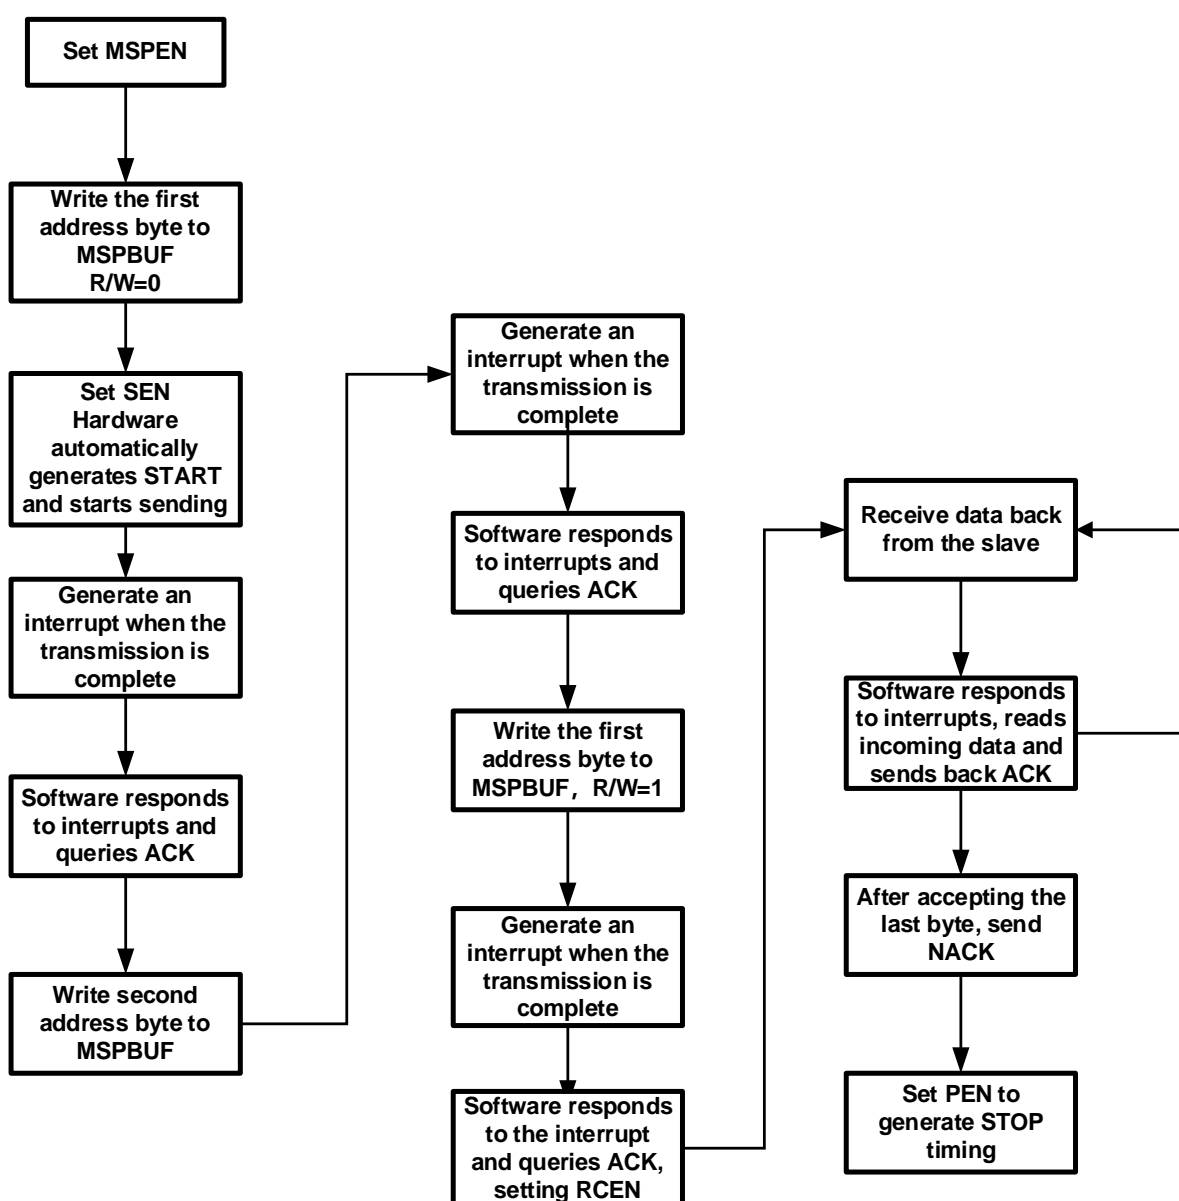 Set MSPEN
Write the first
address byte to
MSPBUF
R/W=0
Set SEN
Hardware
automatically
generates START
and starts sending
Generate an
interrupt when the
transmission is
complete
Software responds
to interrupts and
queries ACK
Write second
address byte to
MSPBUF
Generate an
interrupt when the
transmission is
complete
Software responds
to interrupts and
queries ACK
Write the first
address byte to
MSPBUF, R/W=1
Generate an
interrupt when the
transmission is
complete
Software responds
to the interrupt
and queries ACK,
setting RCEN
Receive data back
from the slave
Software responds
to interrupts, reads
incoming data and
sends back ACK
After accepting the
last byte, send
NACK
Set PEN to
generate STOP
timing